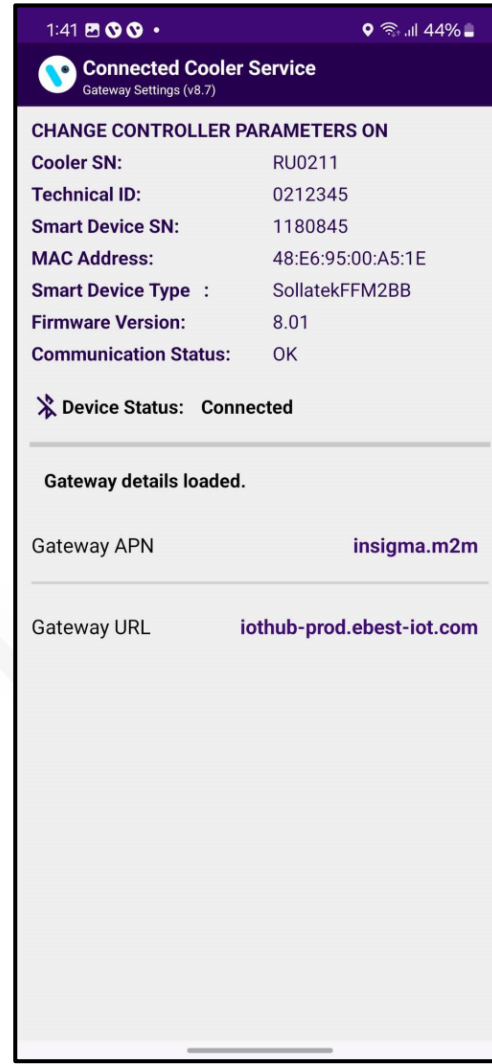 1:41 44%
Connected Cooler Service
Gateway Settings (v8.7)
CHANGE CONTROLLER PARAMETERS ON
Cooler SN: RU0211
Technical ID: 0212345
Smart Device SN: 1180845
MAC Address: 48:E6:95:00:A5:1E
Smart Device Type : SollatekFFM2BB
Firmware Version: 8.01
Communication Status: OK
Device Status: Connected
Gateway details loaded.
Gateway APN insigma.m2m
Gateway URL iothub-prod.ebest-iot.com